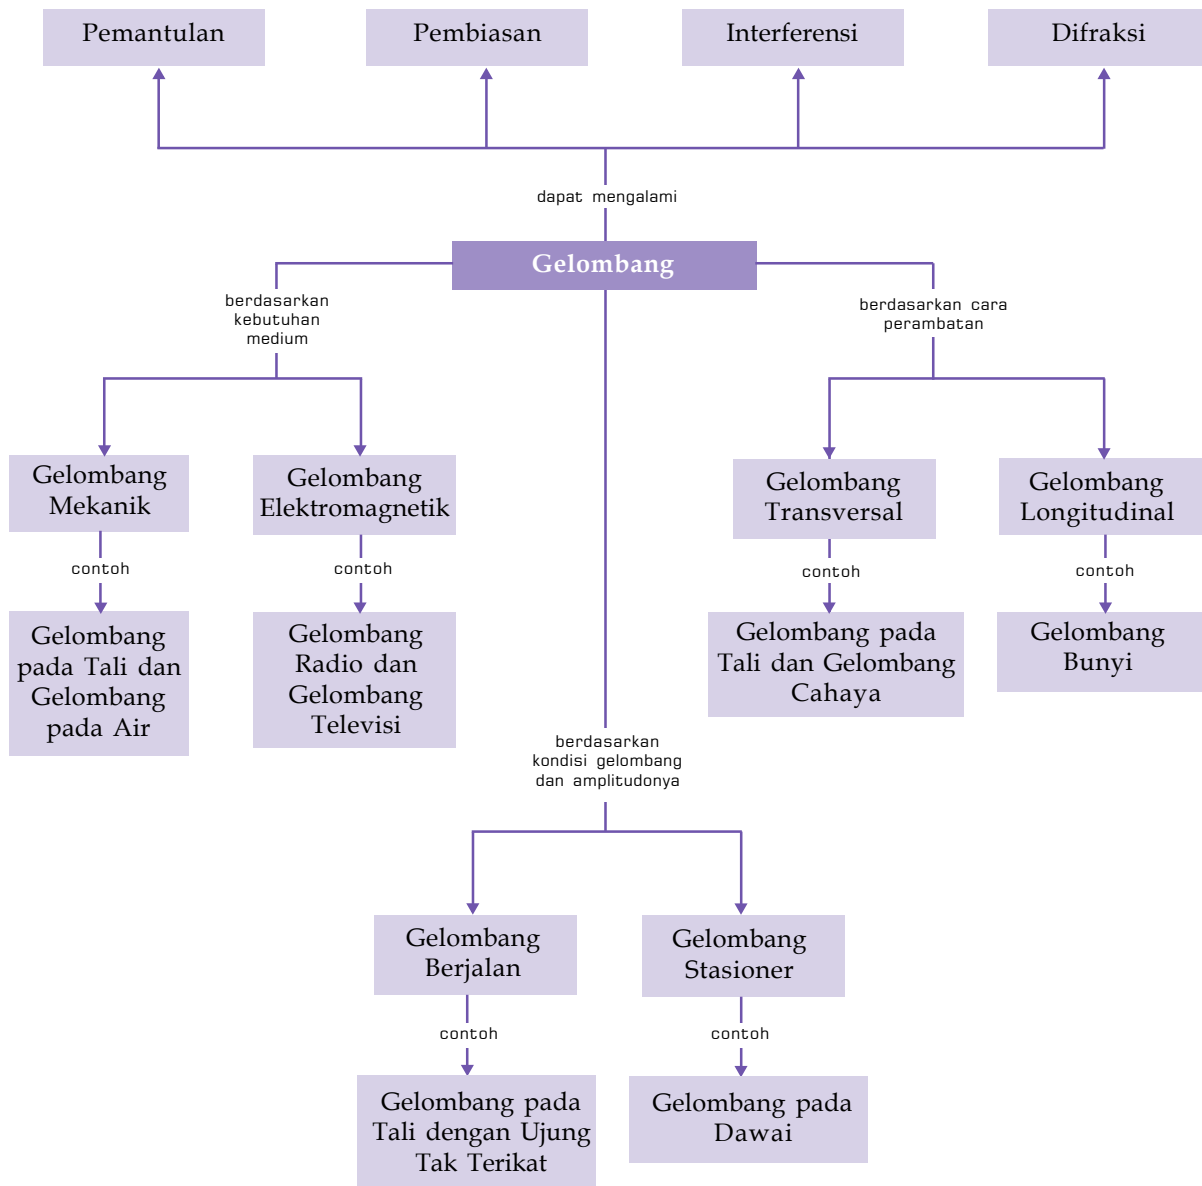 Pemantulan
Pembiasan
Interferensi
Difraksi
dapat mengalami
Gelombang
berdasarkan
kebutuhan
medium
berdasarkan cara
perambatan
Gelombang
Mekanik
Gelombang
Elektromagnetik
Gelombang
Transversal
Gelombang
Longitudinal
contoh
contoh
contoh
contoh
Gelombang
pada Tali dan
Gelombang
pada Air
Gelombang
Radio dan
Gelombang
Televisi
Gelombang pada
Tali dan Gelombang
Cahaya
Gelombang
Bunyi
berdasarkan
kondisi gelombang
dan amplitudonya
Gelombang
Berjalan
Gelombang
Stasioner
contoh
contoh
Gelombang pada
Tali dengan Ujung
Tak Terikat
Gelombang pada
Dawai